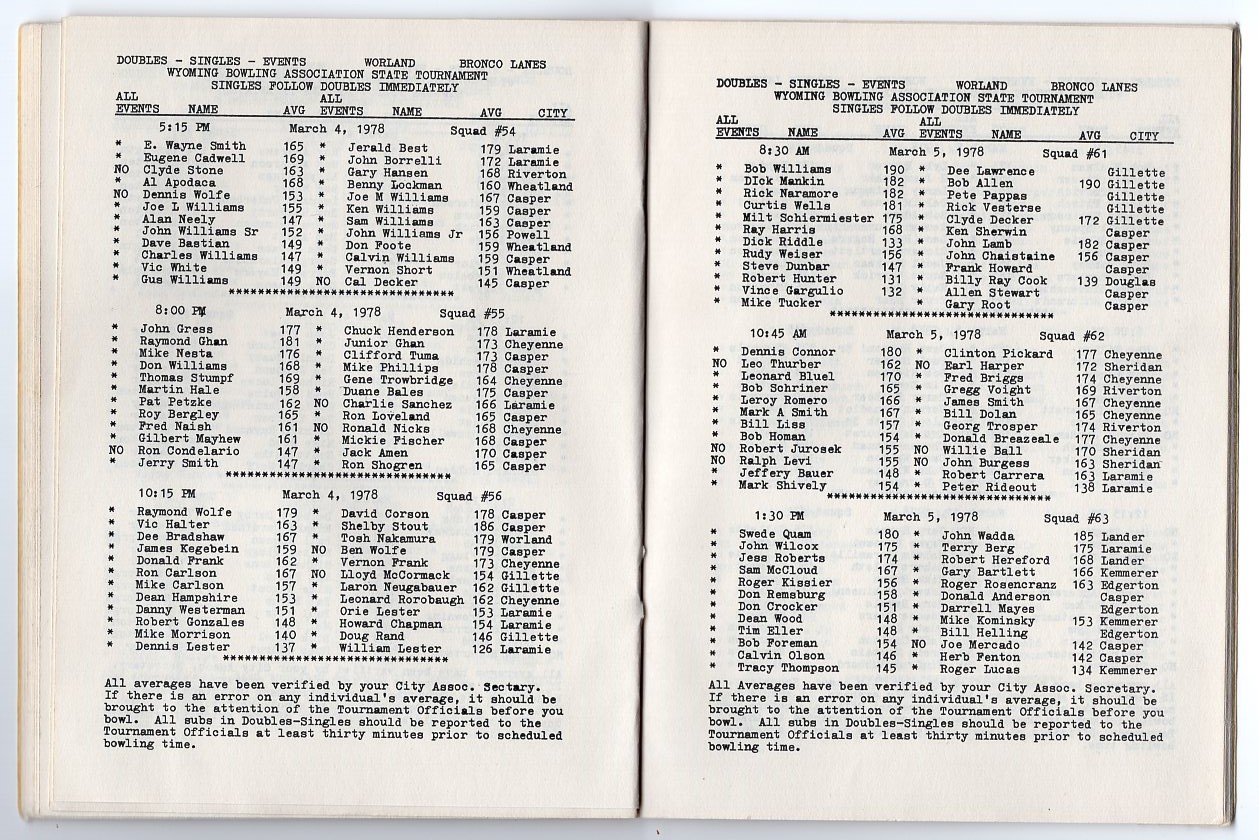 DOUBLES - SINGLES - EVENTS WORLAND BRONCO LANES
WYOMING BOWLING ASSOCIATION STATE TOURNAMENT
SINGLES FOLLOW DOUBLES IMMEDIATELY
ALL ALL
EVENTS NAME AVG EVENTS NAME AVG CITY
5:15 PM March 4, 1978 Squad #54
* E. Wayne Smith 165 * Jerald Best 179 Laramie
* Eugene Cadwell 169 * John Borrelli 172 Laramie
NO Clyde Stone 163 * Gary Hansen 168 Riverton
* Al Apodaca 168 * Benny Lockman 160 Wheatland
NO Dennis Wolfe 153 * Joe M Williams 167 Casper
* Joe L Williams 155 * Ken Williams 159 Casper
* Alan Neely 147 * Sam Williams 163 Casper
* John Williams Sr 152 * John Williams Jr 156 Powell
* Dave Bastian 149 * Don Foote 159 Wheatland
* Charles Williams 147 * Calvin Williams 159 Casper
* Vic White 149 * Vernon Short 151 Wheatland
* Gus Williams 149 NO Cal Decker 145 Casper
**********************************
8:00 PM March 4, 1978 Squad #55
* John Gress 177 * Chuck Henderson 178 Laramie
* Raymond Ghan 181 * Junior Ghan 173 Cheyenne
* Mike Nesta 176 * Clifford Tuma 173 Casper
* Don Williams 168 * Mike Phillips 178 Casper
* Thomas Stumpf 169 * Gene Trowbridge 164 Cheyenne
* Martin Hale 158 * Duane Bales 175 Casper
* Pat Petzke 162 NO Charlie Sanchez 166 Laramie
* Roy Bergley 165 * Ron Loveland 165 Casper
* Fred Naish 161 NO Ronald Nicks 168 Cheyenne
* Gilbert Mayhew 161 * Mickie Fischer 168 Casper
NO Ron Condelario 147 * Jack Amen 170 Casper
* Jerry Smith 147 * Ron Shogren 165 Casper
**********************************
10:15 PM March 4, 1978 Squad #56
* Raymond Wolfe 179 * David Corson 178 Casper
* Vic Halter 163 * Shelby Stout 186 Casper
* Dee Bradshaw 167 * Tosh Nakamura 179 Worland
* James Kegebein 159 NO Ben Wolfe 179 Casper
* Donald Frank 162 * Vernon Frank 173 Cheyenne
* Ron Carlson 167 NO Lloyd McCormack 154 Gillette
* Mike Carlson 157 * Laron Neugabauer 162 Gillette
* Dean Hampshire 153 * Leonard Rorobaugh 162 Cheyenne
* Danny Westerman 151 * Orie Lester 153 Laramie
* Robert Gonzales 148 * Howard Chapman 154 Laramie
* Mike Morrison 140 * Doug Rand 146 Gillette
* Dennis Lester 137 * William Lester 126 Laramie
**********************************
All averages have been verified by your City Assoc. Sectary.
If there is an error on any individual's average, it should be
brought to the attention of the Tournament Officials before you
bowl. All subs in Doubles-Singles should be reported to the
Tournament Officials at least thirty minutes prior to scheduled
bowling time.
DOUBLES - SINGLES - EVENTS WORLAND BRONCO LANES
WYOMING BOWLING ASSOCIATION STATE TOURNAMENT
SINGLES FOLLOW DOUBLES IMMEDIATELY
ALL ALL
EVENTS NAME AVG EVENTS NAME AVG CITY
8:30 AM March 5, 1978 Squad #61
* Bob Williams 190 * Dee Lawrence Gillette
* DIck Mankin 182 * Bob Allen 190 Gillette
* Rick Naramore 182 * Pete Pappas Gillette
* Curtis Wells 181 * Rick Vesterse Gillette
* Milt Schiermiester 175 * Clyde Decker 172 Gillette
* Ray Harris 168 * Ken Sherwin Casper
* Dick Riddle 133 * John Lamb 182 Casper
* Rudy Weiser 156 * John Chaistaine 156 Casper
* Steve Dunbar 147 * Frank Howard Casper
* Robert Hunter 131 * Billy Ray Cook 139 Douglas
* Vince Gargulio 132 * Allen Stewart Casper
* Mike Tucker * Gary Root Casper
**********************************
10:45 AM March 5, 1978 Squad #62
* Dennis Connor 180 * Clinton Pickard 177 Cheyenne
NO Leo Thurber 162 NO Earl Harper 172 Sheridan
* Leonard Bluel 170 * Fred Briggs 174 Cheyenne
* Bob Schriner 165 * Gregg Voight 169 Riverton
* Leroy Romero 166 * James Smith 167 Cheyenne
* Mark A Smith 167 * Bill Dolan 165 Cheyenne
* Bill Liss 157 * Georg Trosper 174 Riverton
* Bob Homan 154 * Donald Breazeale 177 Cheyenne
NO Robert Jurosek 155 NO Willie Ball 170 Sheridan
NO Ralph Levi 155 NO John Burgess 163 Sheridan
* Jeffery Bauer 148 * Robert Carrera 163 Laramie
* Mark Shively 154 * Peter Rideout 138 Laramie
**********************************
1:30 PM March 5, 1978 Squad #63
* Swede Quam 180 * John Wadda 185 Lander
* John Wilcox 175 * Terry Berg 175 Laramie
* Jess Roberts 174 * Robert Hereford 168 Lander
* Sam McCloud 167 * Gary Bartlett 166 Kemmerer
* Roger Kissier 156 * Roger Rosencranz 163 Edgerton
* Don Remsburg 158 * Donald Anderson Casper
* Don Crocker 151 * Darrell Mayes Edgerton
* Dean Wood 148 * Mike Kominsky 153 Kemmerer
* Tim Eller 148 * Bill Helling Edgerton
* Bob Foreman 154 NO Joe Mercado 142 Casper
* Calvin Olson 146 * Herb Fenton 142 Casper
* Tracy Thompson 145 * Roger Lucas 134 Kemmerer
All Averages have been verified by your City Assoc. Secretary.
If there is an error on any individual's average, it should be
brought to the attention of the Tournament Officials before you
bowl. All subs in Doubles-Singles should be reported to the
Tournament Officials at least thirty minutes prior to scheduled
bowling time.